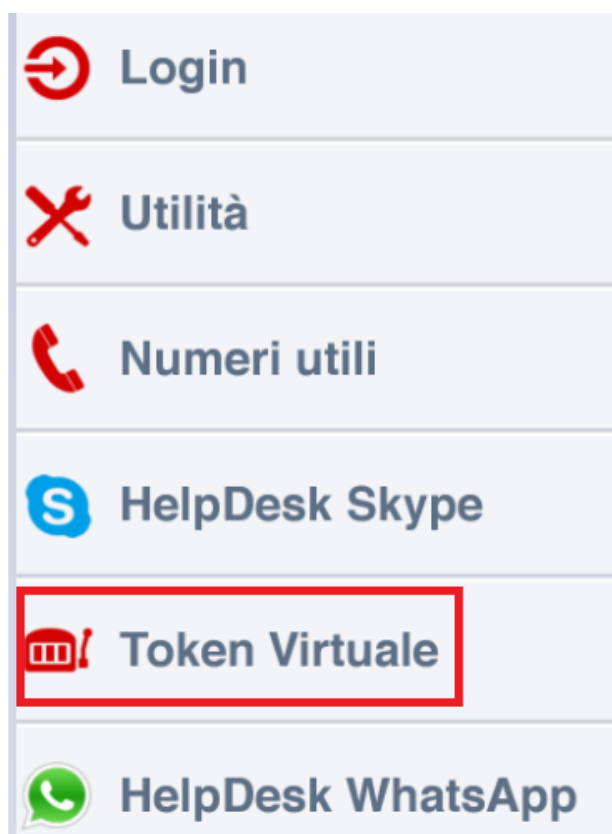 Login
Utilità
Numeri utili
HelpDesk Skype
Token Virtuale
HelpDesk WhatsApp